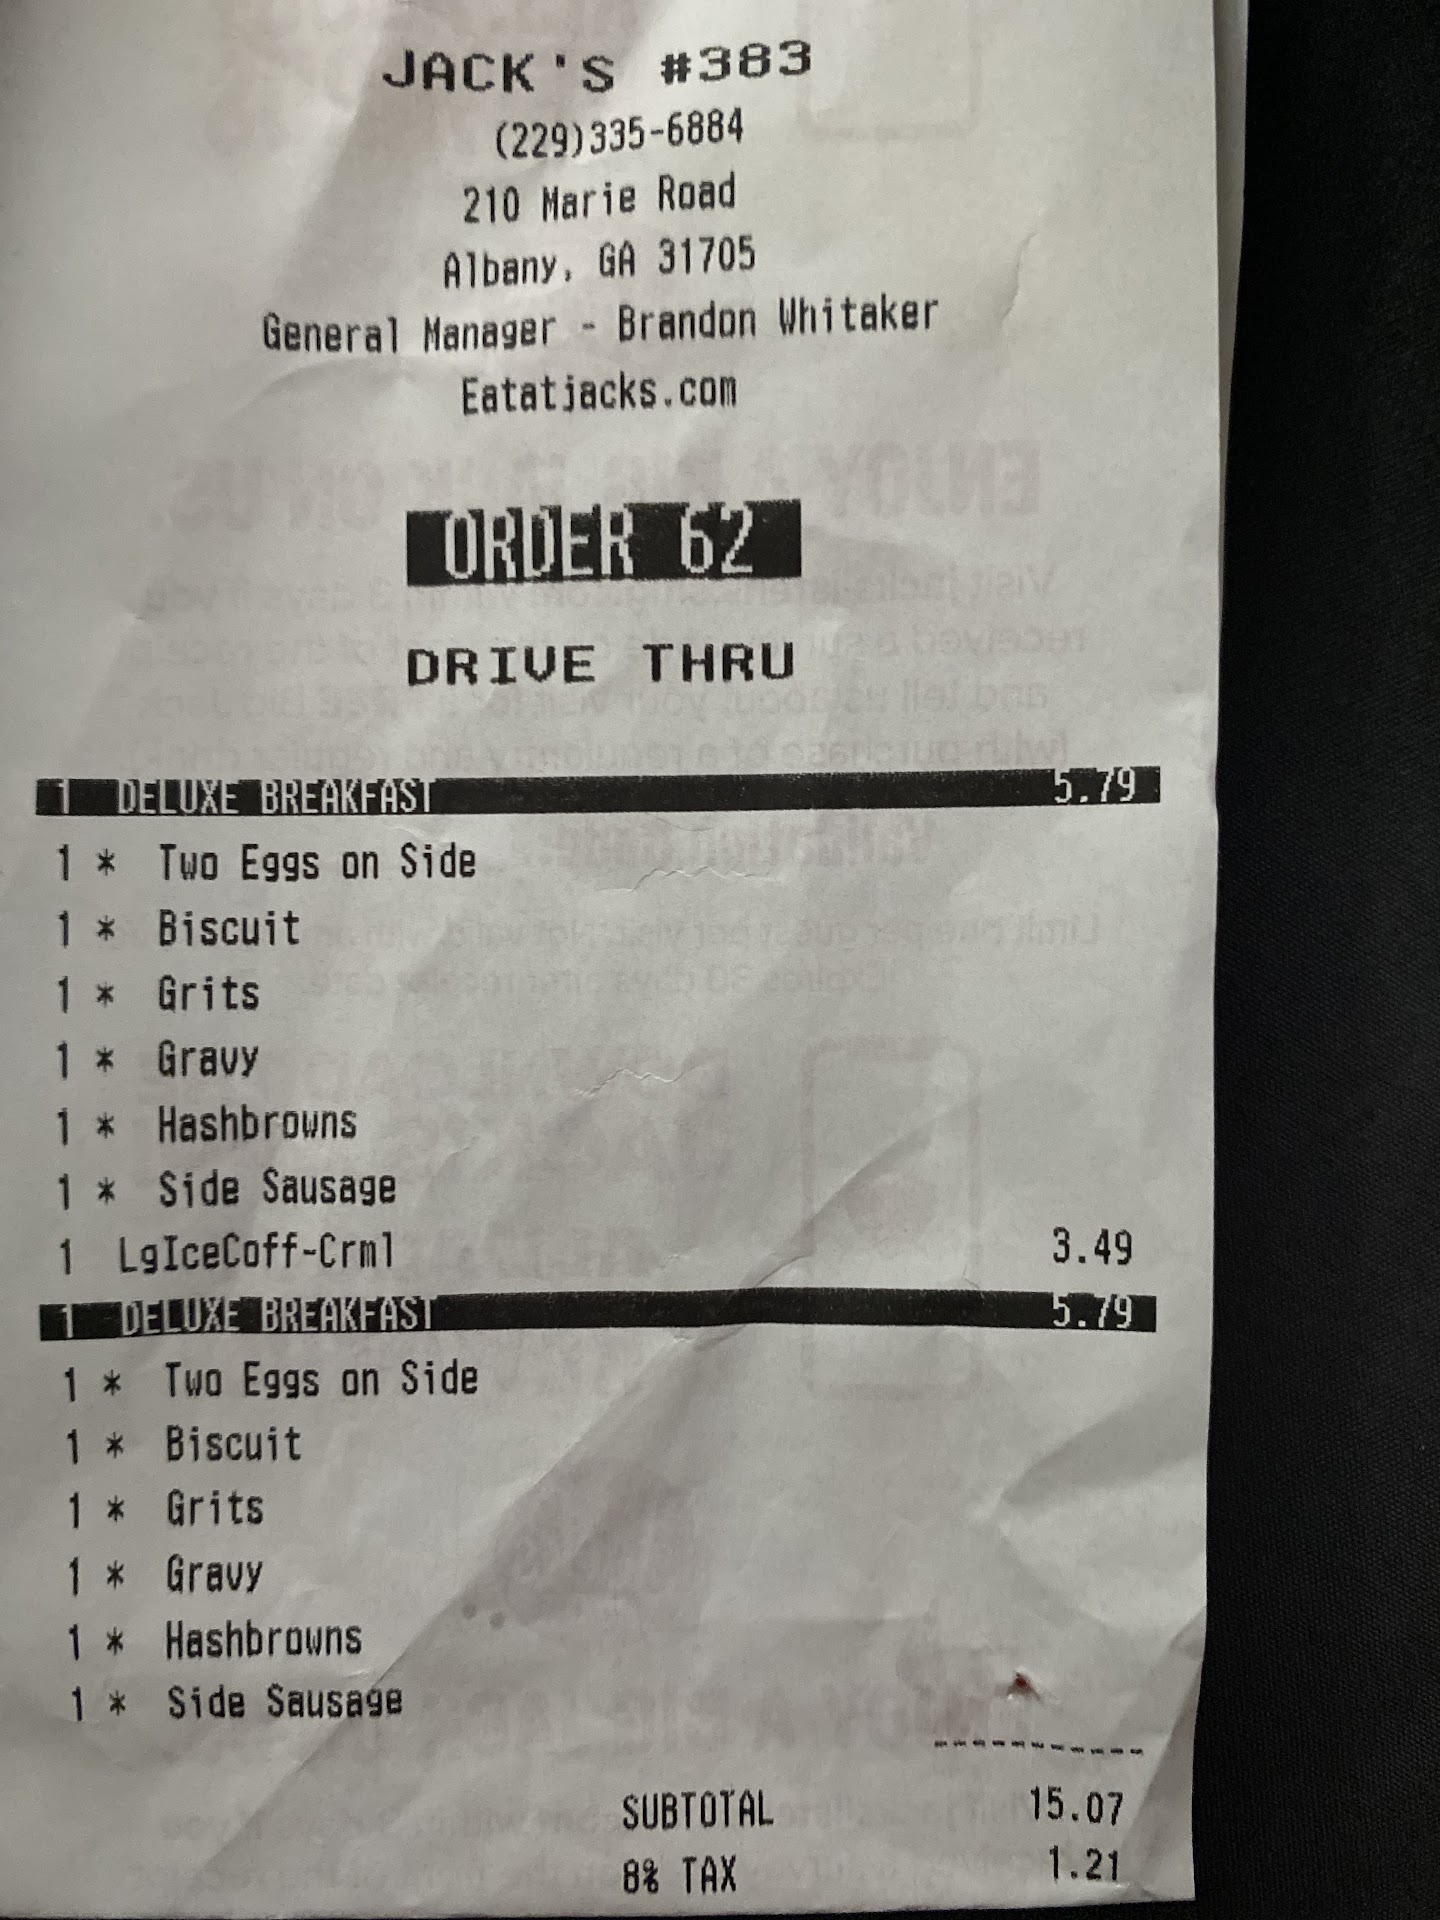 JACK'S #383
(229)335-6884
210 Marie Road
Albany, GA 31705
General Manager - Brandon Whitaker
Eatatjacks.com
ORDER 62
DRIVE THRU
1 DELUXE BREAKFAST 5.79
1 * Two Eggs on Side
1 * Biscuit
1 * Grits
1 * Gravy
1 * Hashbrowns
1 * Side Sausage
1 LgIceCoff-Crml 3.49
1 DELUXE BREAKFAST 5.79
1 * Two Eggs on Side
1 * Biscuit
1 * Grits
1 * Gravy
1 * Hashbrowns
1 * Side Sausage
-----------
SUBTOTAL 15.07
8% TAX 1.21